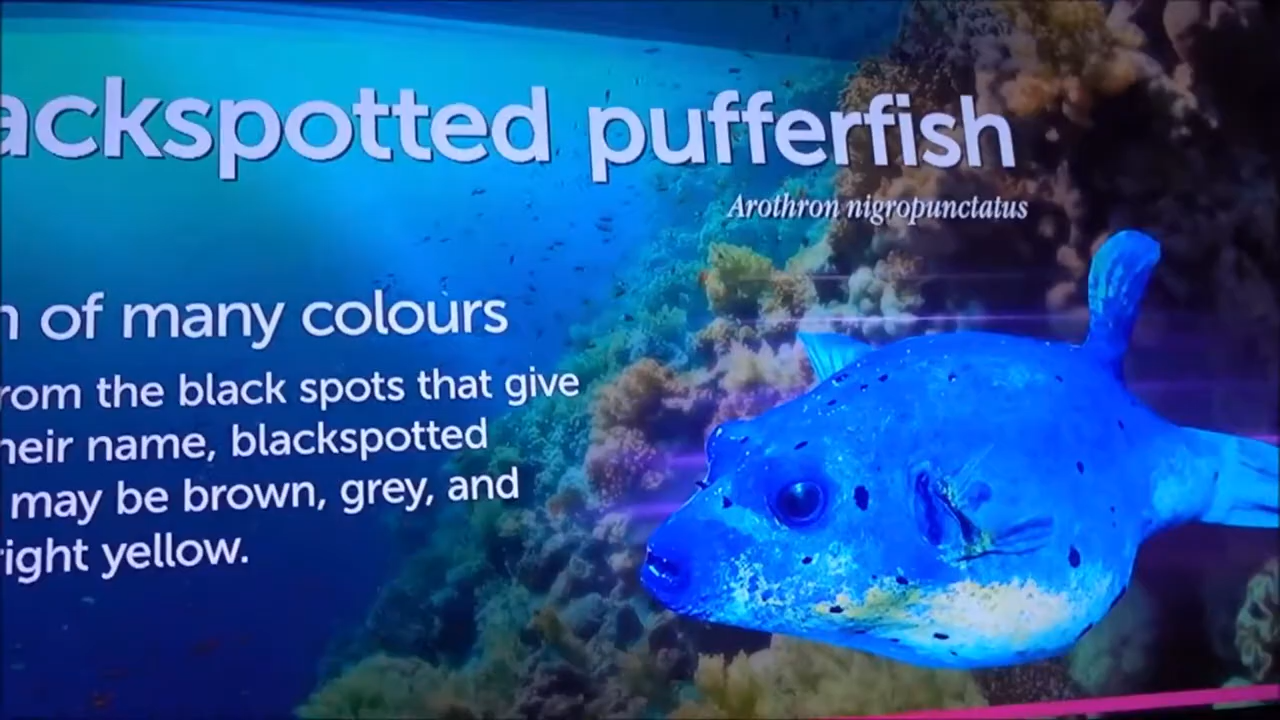 ackspotted pufferfish
Arothron nigropunctatus
n of many colours
rom the black spots that give
heir name, blackspotted
may be brown, grey, and
right yellow.